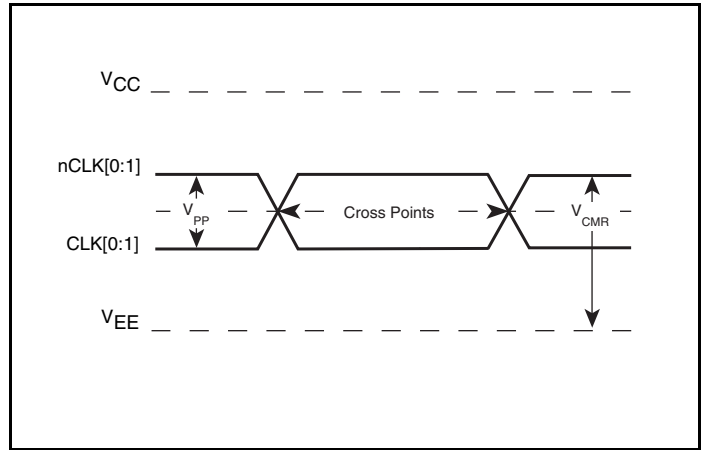 VCC
nCLK[0:1]
VPP
Cross Points
VCMR
CLK[0:1]
VEE